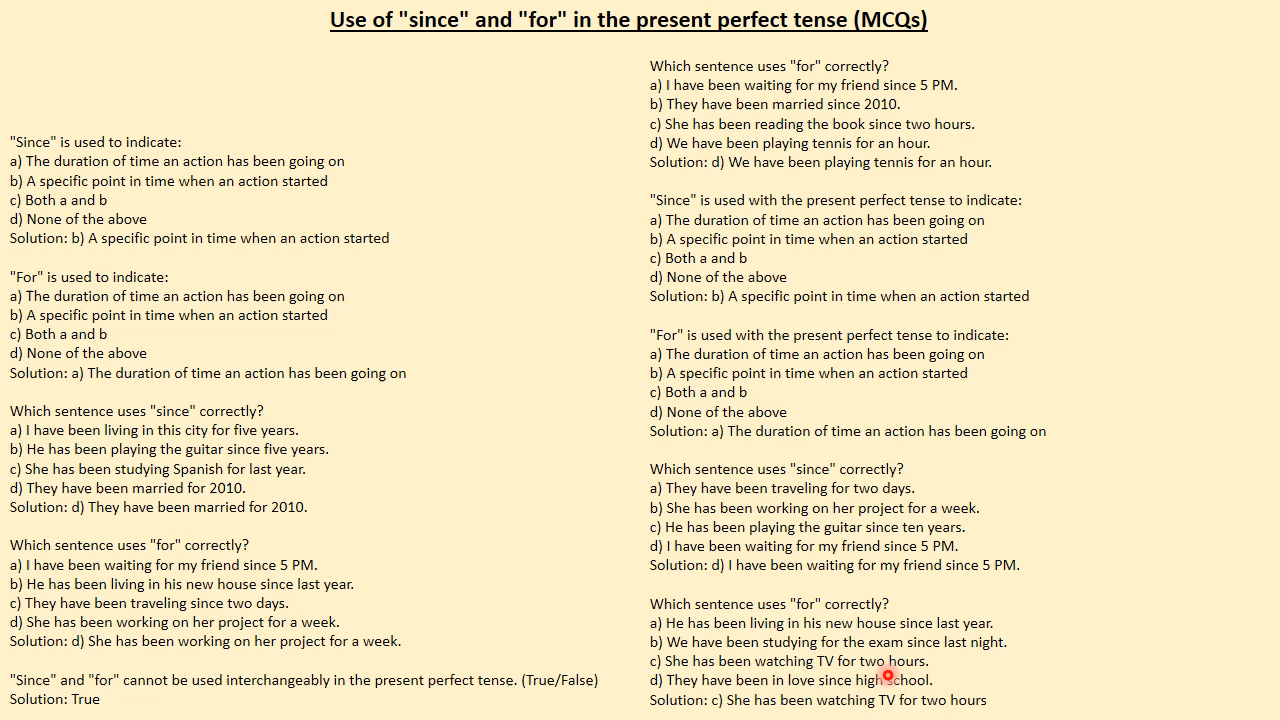 Use of "since" and "for" in the present perfect tense (MCQs)
"Since" is used to indicate:
a) The duration of time an action has been going on
b) A specific point in time when an action started
c) Both a and b
d) None of the above
Solution: b) A specific point in time when an action started
"For" is used to indicate:
a) The duration of time an action has been going on
b) A specific point in time when an action started
c) Both a and b
d) None of the above
Solution: a) The duration of time an action has been going on
Which sentence uses "since" correctly?
a) I have been living in this city for five years.
b) He has been playing the guitar since five years.
c) She has been studying Spanish for last year.
d) They have been married for 2010.
Solution: d) They have been married for 2010.
Which sentence uses "for" correctly?
a) I have been waiting for my friend since 5 PM.
b) He has been living in his new house since last year.
c) They have been traveling since two days.
d) She has been working on her project for a week.
Solution: d) She has been working on her project for a week.
"Since" and "for" cannot be used interchangeably in the present perfect tense. (True/False)
Solution: True
Which sentence uses "for" correctly?
a) I have been waiting for my friend since 5 PM.
b) They have been married since 2010.
c) She has been reading the book since two hours.
d) We have been playing tennis for an hour.
Solution: d) We have been playing tennis for an hour.
"Since" is used with the present perfect tense to indicate:
a) The duration of time an action has been going on
b) A specific point in time when an action started
c) Both a and b
d) None of the above
Solution: b) A specific point in time when an action started
"For" is used with the present perfect tense to indicate:
a) The duration of time an action has been going on
b) A specific point in time when an action started
c) Both a and b
d) None of the above
Solution: a) The duration of time an action has been going on
Which sentence uses "since" correctly?
a) They have been traveling for two days.
b) She has been working on her project for a week.
c) He has been playing the guitar since ten years.
d) I have been waiting for my friend since 5 PM.
Solution: d) I have been waiting for my friend since 5 PM.
Which sentence uses "for" correctly?
a) He has been living in his new house since last year.
b) We have been studying for the exam since last night.
c) She has been watching TV for two hours.
d) They have been in love since high school.
Solution: c) She has been watching TV for two hours